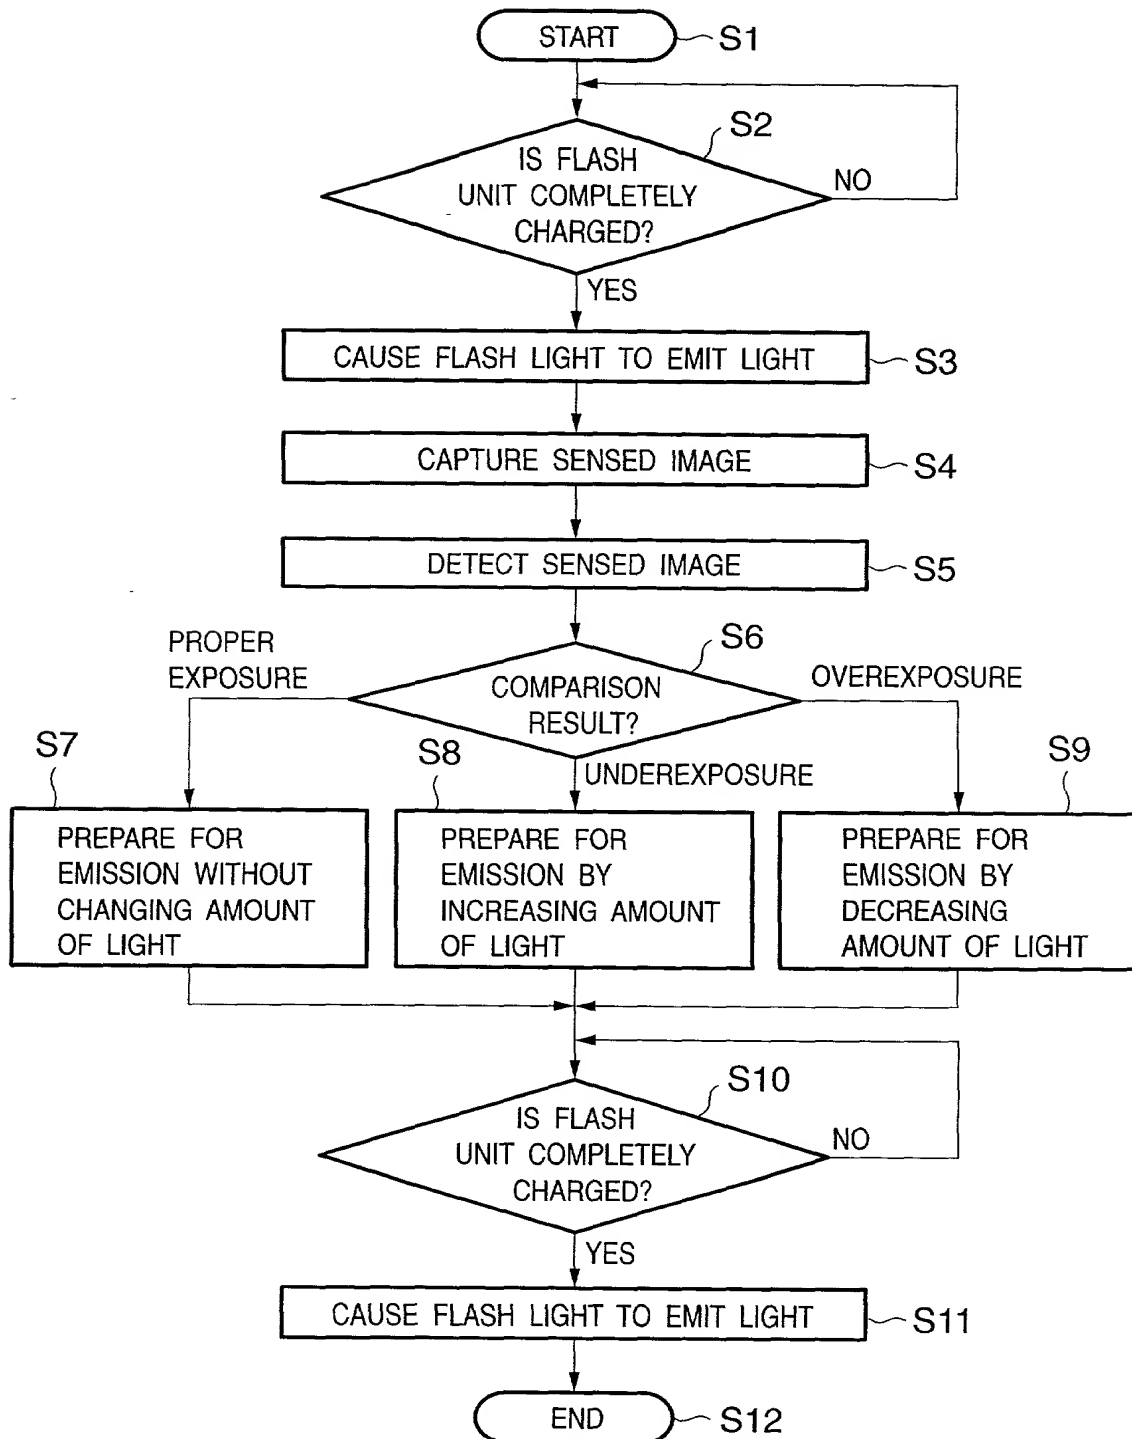 START
S1
S2
IS FLASH
UNIT COMPLETELY
CHARGED?
NO
YES
CAUSE FLASH LIGHT TO EMIT LIGHT
S3
CAPTURE SENSED IMAGE
S4
DETECT SENSED IMAGE
S5
S6
PROPER
EXPOSURE
COMPARISON
RESULT?
OVEREXPOSURE
UNDEREXPOSURE
S7
PREPARE FOR
EMISSION WITHOUT
CHANGING AMOUNT
OF LIGHT
S8
PREPARE FOR
EMISSION BY
INCREASING AMOUNT
OF LIGHT
S9
PREPARE FOR
EMISSION BY
DECREASING
AMOUNT OF LIGHT
S10
IS FLASH
UNIT COMPLETELY
CHARGED?
NO
YES
CAUSE FLASH LIGHT TO EMIT LIGHT
S11
END
S12